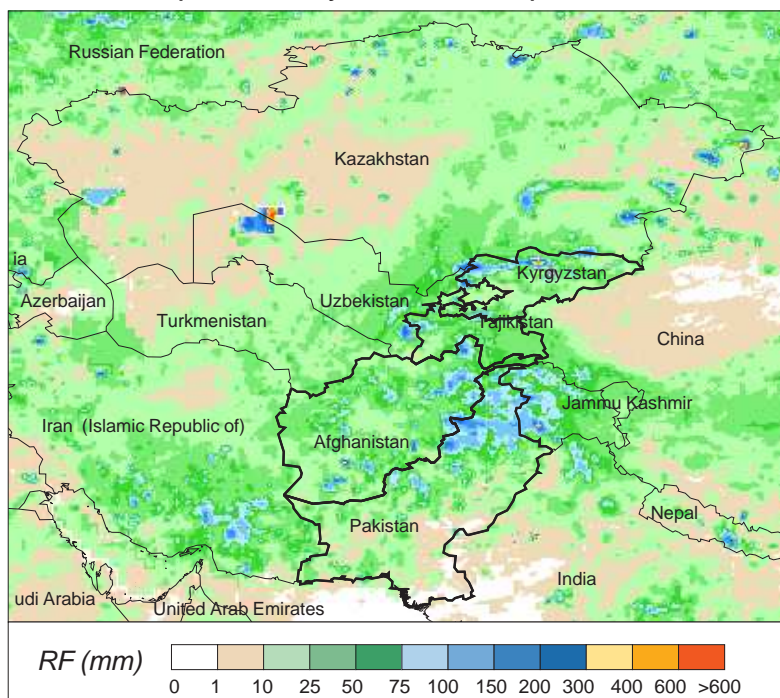 Russian Federation
Kazakhstan
ia
Kyrgyzstan
Azerbaijan
Uzbekistan
Turkmenistan
Tajikistan
China
Jammu Kashmir
Iran (Islamic Republic of)
Afghanistan
Nepal
Pakistan
India
udi Arabia
United Arab Emirates
RF (mm)
0 1 10 25 50 75 100 150 200 300 400 600 >600